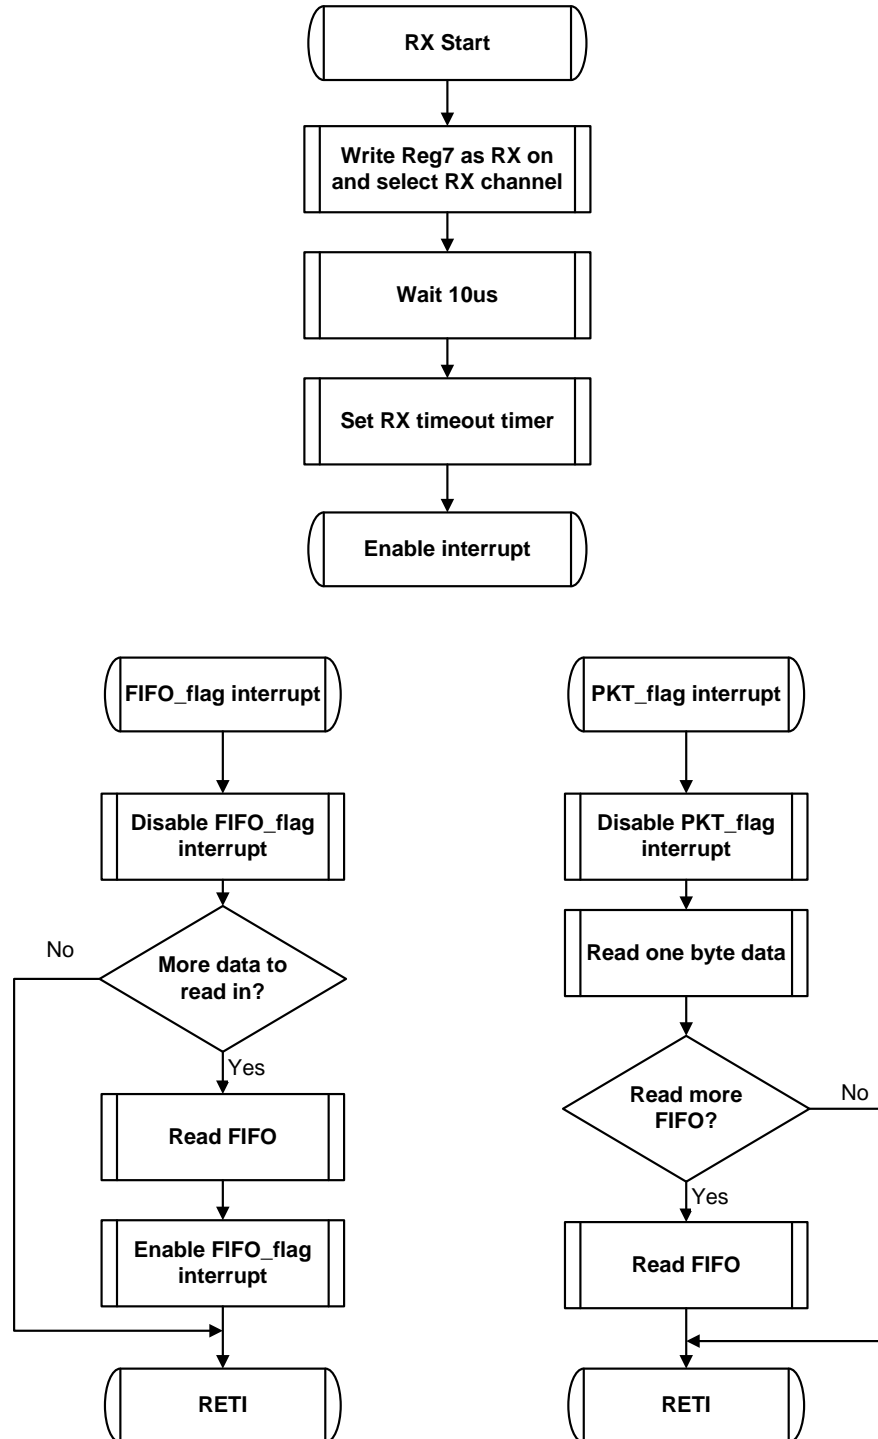 RX Start
Write Reg7 as RX on
and select RX channel
Wait 10us
Set RX timeout timer
Enable interrupt
FIFO_flag interrupt
Disable FIFO_flag
interrupt
No
More data to
read in?
Yes
Read FIFO
Enable FIFO_flag
interrupt
RETI
PKT_flag interrupt
Disable PKT_flag
interrupt
Read one byte data
Read more
FIFO?
No
Yes
Read FIFO
RETI